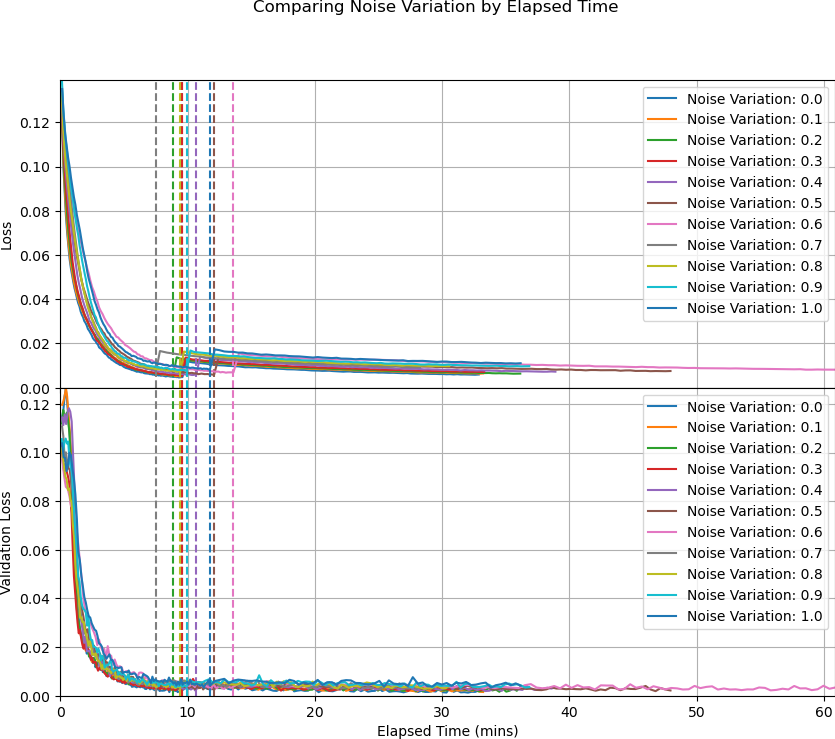 Comparing Noise Variation by Elapsed Time
Loss
0.12
0.10
0.08
0.06
0.04
0.02
0.00
Noise Variation: 0.0
Noise Variation: 0.1
Noise Variation: 0.2
Noise Variation: 0.3
Noise Variation: 0.4
Noise Variation: 0.5
Noise Variation: 0.6
Noise Variation: 0.7
Noise Variation: 0.8
Noise Variation: 0.9
Noise Variation: 1.0
Validation Loss
0.12
0.10
0.08
0.06
0.04
0.02
0.00
Noise Variation: 0.0
Noise Variation: 0.1
Noise Variation: 0.2
Noise Variation: 0.3
Noise Variation: 0.4
Noise Variation: 0.5
Noise Variation: 0.6
Noise Variation: 0.7
Noise Variation: 0.8
Noise Variation: 0.9
Noise Variation: 1.0
0 10 20 30 40 50 60
Elapsed Time (mins)